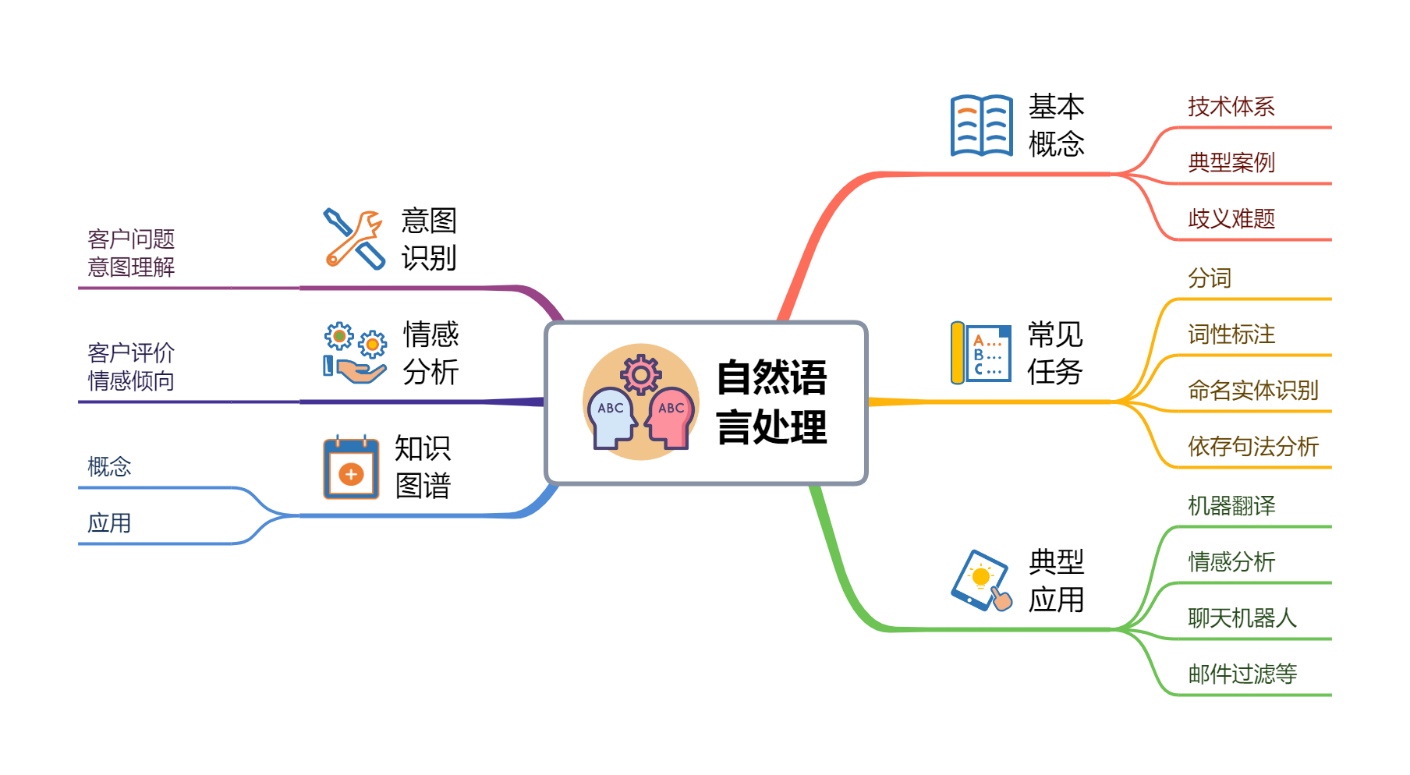 自然语
言处理
ABC
ABC
基本
概念
技术体系
典型案例
歧义难题
常见
任务
A
B
C
分词
词性标注
命名实体识别
依存句法分析
典型
应用
机器翻译
情感分析
聊天机器人
邮件过滤等
意图
识别
客户问题
意图理解
情感
分析
客户评价
情感倾向
知识
图谱
概念
应用